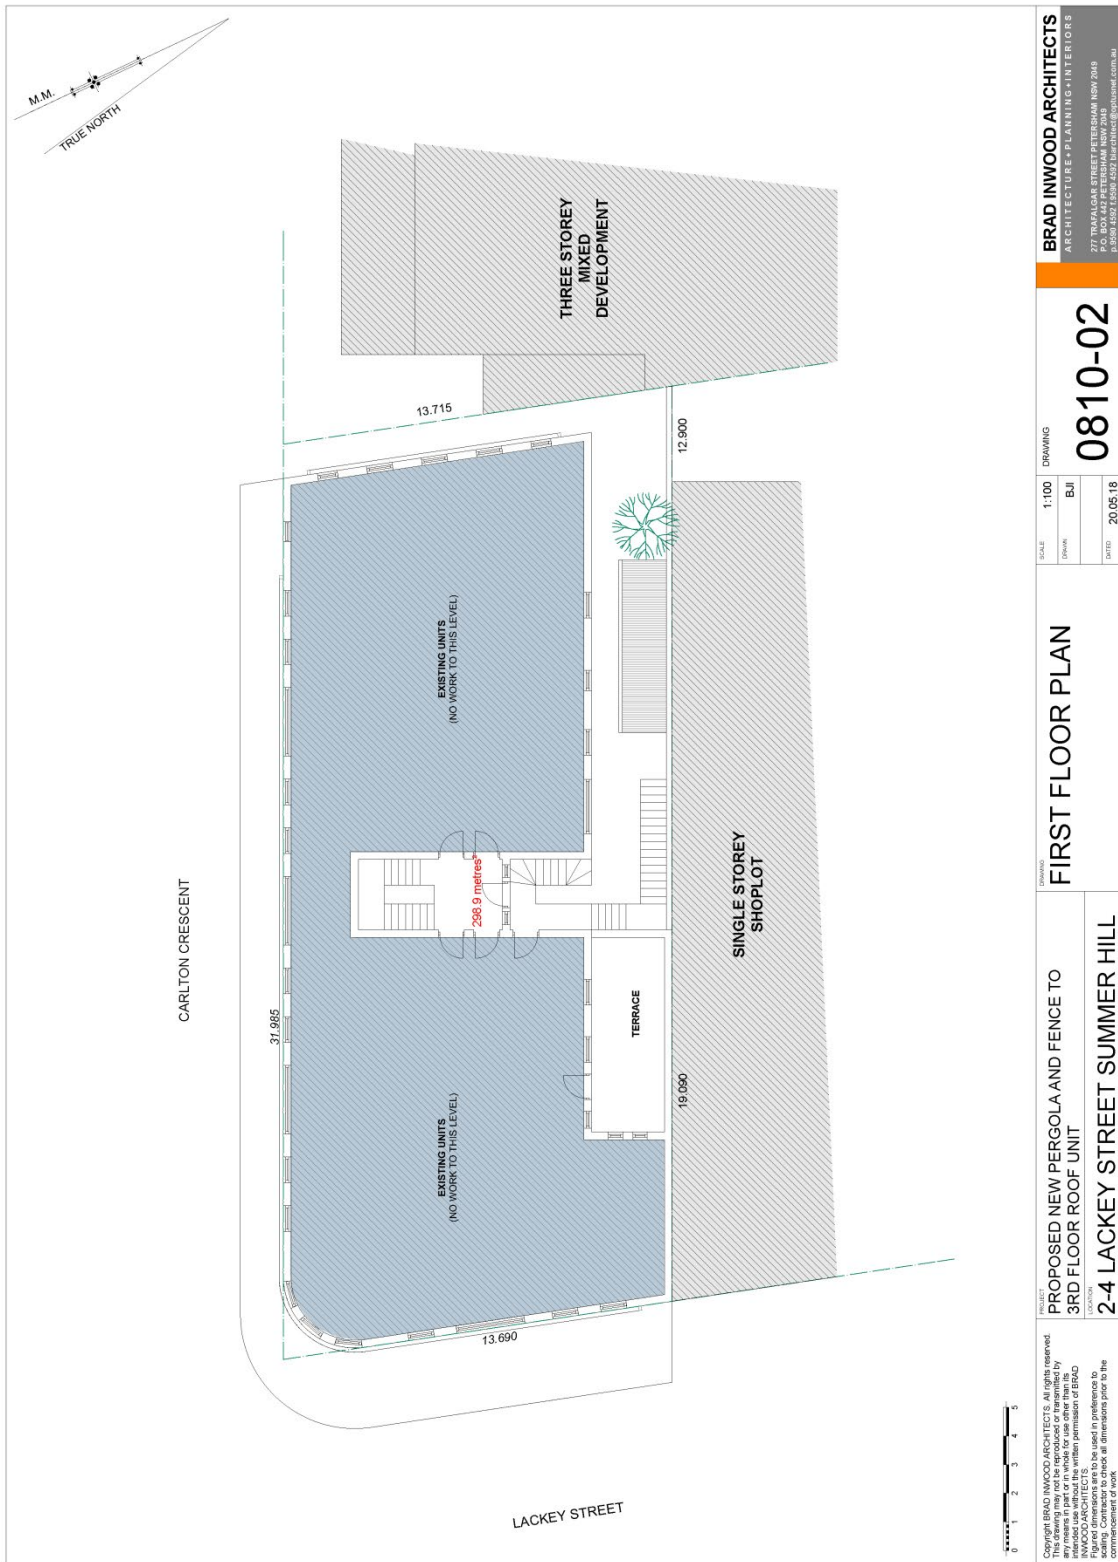 M.M.
TRUE NORTH
THREE STOREY
MIXED
DEVELOPMENT
13.715
12.900
EXISTING UNITS
(NO WORK TO THIS LEVEL)
CARLTON CRESCENT
31.985
298.9 metres²
SINGLE STOREY
SHOPLOT
TERRACE
19.090
EXISTING UNITS
(NO WORK TO THIS LEVEL)
13.690
LACKEY STREET
0 1 2 3 4 5
Copyright BRAD INWOOD ARCHITECTS. All rights reserved.
This drawing may not be reproduced or transmitted by
any means in part or in whole for use other than its
intended use without the written permission of BRAD
INWOOD ARCHITECTS.
Figured dimensions are to be used in preference to
scaling. Contractor to check all dimensions prior to the
commencement of work
PROJECT
PROPOSED NEW PERGOLA AND FENCE TO
3RD FLOOR ROOF UNIT
LOCATION
2-4 LACKEY STREET SUMMER HILL
DRAWING
FIRST FLOOR PLAN
SCALE 1:100
DRAWN BJI
DATED 20.05.18
DRAWING
0810-02
BRAD INWOOD ARCHITECTS
ARCHITECTURE+PLANNING+INTERIORS
277 TRAFALGAR STREET PETERSHAM NSW 2049
P.O. BOX 442 PETERSHAM NSW 2049